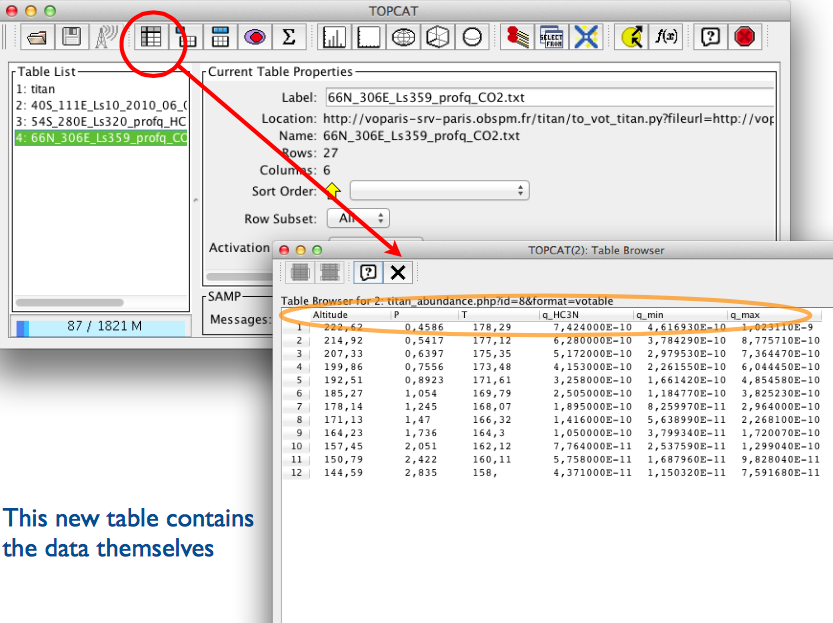 TOPCAT
Σ
SELECT FROM
f(x)
?
Table List
1: titan
2: 40S_111E_Ls10_2010_06_
3: 54S_280E_Ls320_profq_HC
4: 66N_306E_Ls359_profq_CO
87 / 1821 M
Current Table Properties
Label: 66N_306E_Ls359_profq_CO2.txt
Location: http://voparis-srv-paris.obspm.fr/titan/to_vot_titan.py?fileurl=http://vop
Name: 66N_306E_Ls359_profq_CO2.txt
Rows: 27
Columns: 6
Sort Order:
Row Subset: All
Activation
SAMP
Messages:
TOPCAT(2): Table Browser
?
Table Browser for 2: titan_abundance.php?id=8&format=votable
Altitude P T q_HC3N q_min q_max
1 222,62 0,4586 178,29 7,424000E-10 4,616930E-10 1,023110E-9
2 214,92 0,5417 177,12 6,280000E-10 3,784290E-10 8,775710E-10
3 207,33 0,6397 175,35 5,172000E-10 2,979530E-10 7,364470E-10
4 199,86 0,7556 173,48 4,153000E-10 2,261550E-10 6,044450E-10
5 192,51 0,8923 171,61 3,258000E-10 1,661420E-10 4,854580E-10
6 185,27 1,054 169,79 2,505000E-10 1,184770E-10 3,825230E-10
7 178,14 1,245 168,07 1,895000E-10 8,259970E-11 2,964000E-10
8 171,13 1,47 166,32 1,416000E-10 5,638990E-11 2,268100E-10
9 164,23 1,736 164,3 1,050000E-10 3,799340E-11 1,720070E-10
10 157,45 2,051 162,12 7,764000E-11 2,537590E-11 1,299040E-10
11 150,79 2,422 160,11 5,758000E-11 1,687960E-11 9,828040E-11
12 144,59 2,835 158, 4,371000E-11 1,150320E-11 7,591680E-11
This new table contains
the data themselves